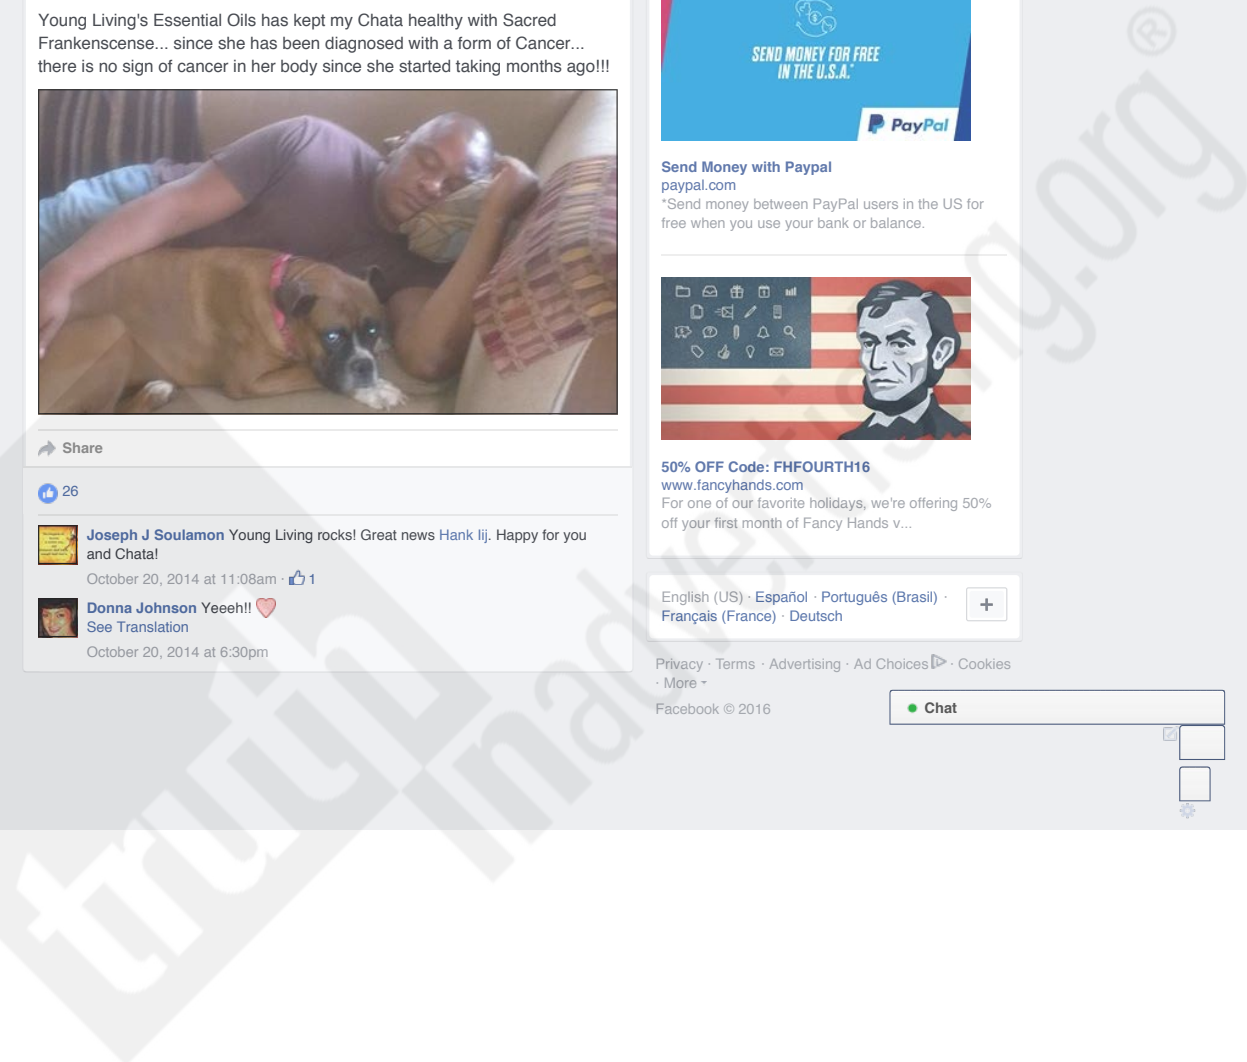 Young Living's Essential Oils has kept my Chata healthy with Sacred
Frankenscense... since she has been diagnosed with a form of Cancer...
there is no sign of cancer in her body since she started taking months ago!!!
Share
26
Joseph J Soulamon Young Living rocks! Great news Hank Iij. Happy for you
and Chata!
October 20, 2014 at 11:08am · 1
Donna Johnson Yeeeh!!
See Translation
October 20, 2014 at 6:30pm
SEND MONEY FOR FREE
IN THE U.S.A.*
PayPal
Send Money with Paypal
paypal.com
*Send money between PayPal users in the US for
free when you use your bank or balance.
50% OFF Code: FHFOURTH16
www.fancyhands.com
For one of our favorite holidays, we're offering 50%
off your first month of Fancy Hands v...
English (US) · Español · Português (Brasil) ·
Français (France) · Deutsch
+
Privacy · Terms · Advertising · Ad Choices · Cookies
· More
Facebook © 2016
Chat
truth
inadvertising.org®